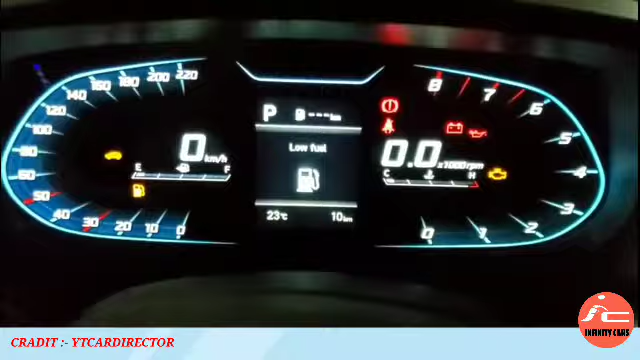 220
200
180
160
140
120
100
80
60
50
40
30
20
10
0
0 km/h
E F
P
---km
Low fuel
23°C 10km
8
7
6
5
4
3
2
1
0
0.0 x1000rpm
C H
CRADIT :- YTCARDIRECTOR
INFINITY CARS